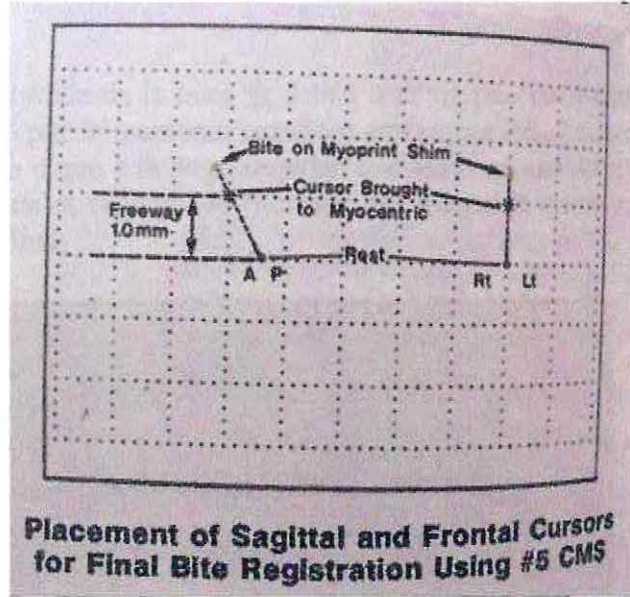 Bite on Myoprint Shim
Cursor Brought
to Myocentric
Freeway
1.0mm
Rest
A P
Rt Lt
Placement of Sagittal and Frontal Cursors
for Final Bite Registration Using #5 CMS